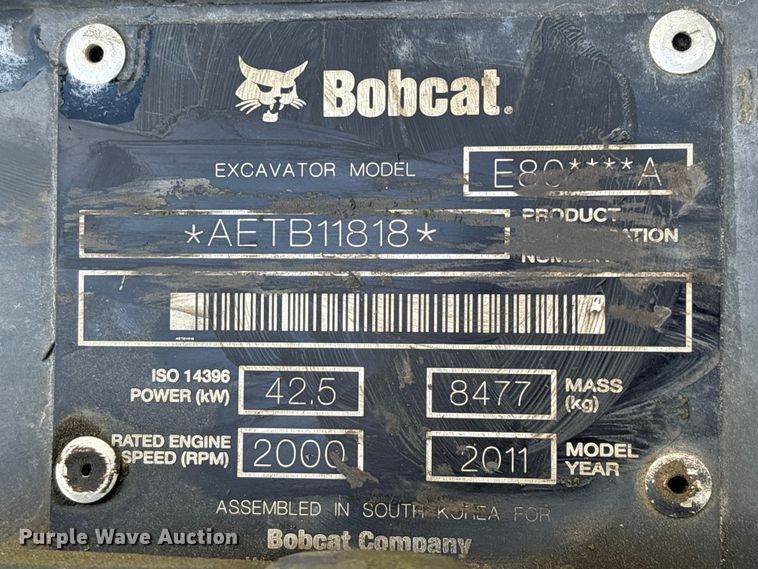 Bobcat.
EXCAVATOR MODEL E80****A
*AETB11818* PRODUCT
ISO 14396
POWER (kW) 42.5 8477 MASS (kg)
RATED ENGINE
SPEED (RPM) 2000 2011 MODEL YEAR
ASSEMBLED IN SOUTH KOREA FOR
Bobcat Company
Purple Wave Auction